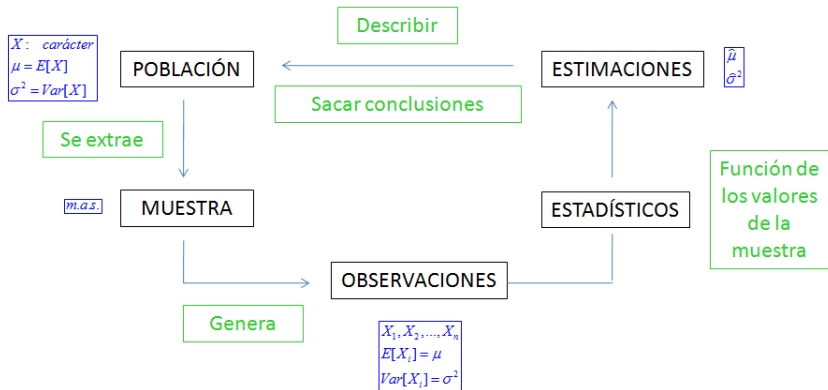 Describir
X : carácter
μ = E[X]
σ² = Var[X]
POBLACIÓN
ESTIMACIONES
μ̂
σ̂²
Sacar conclusiones
Se extrae
m.a.s.
MUESTRA
ESTADÍSTICOS
Función de
los valores
de la
muestra
OBSERVACIONES
Genera
X₁, X₂, ..., Xₙ
E[Xᵢ] = μ
Var[Xᵢ] = σ²